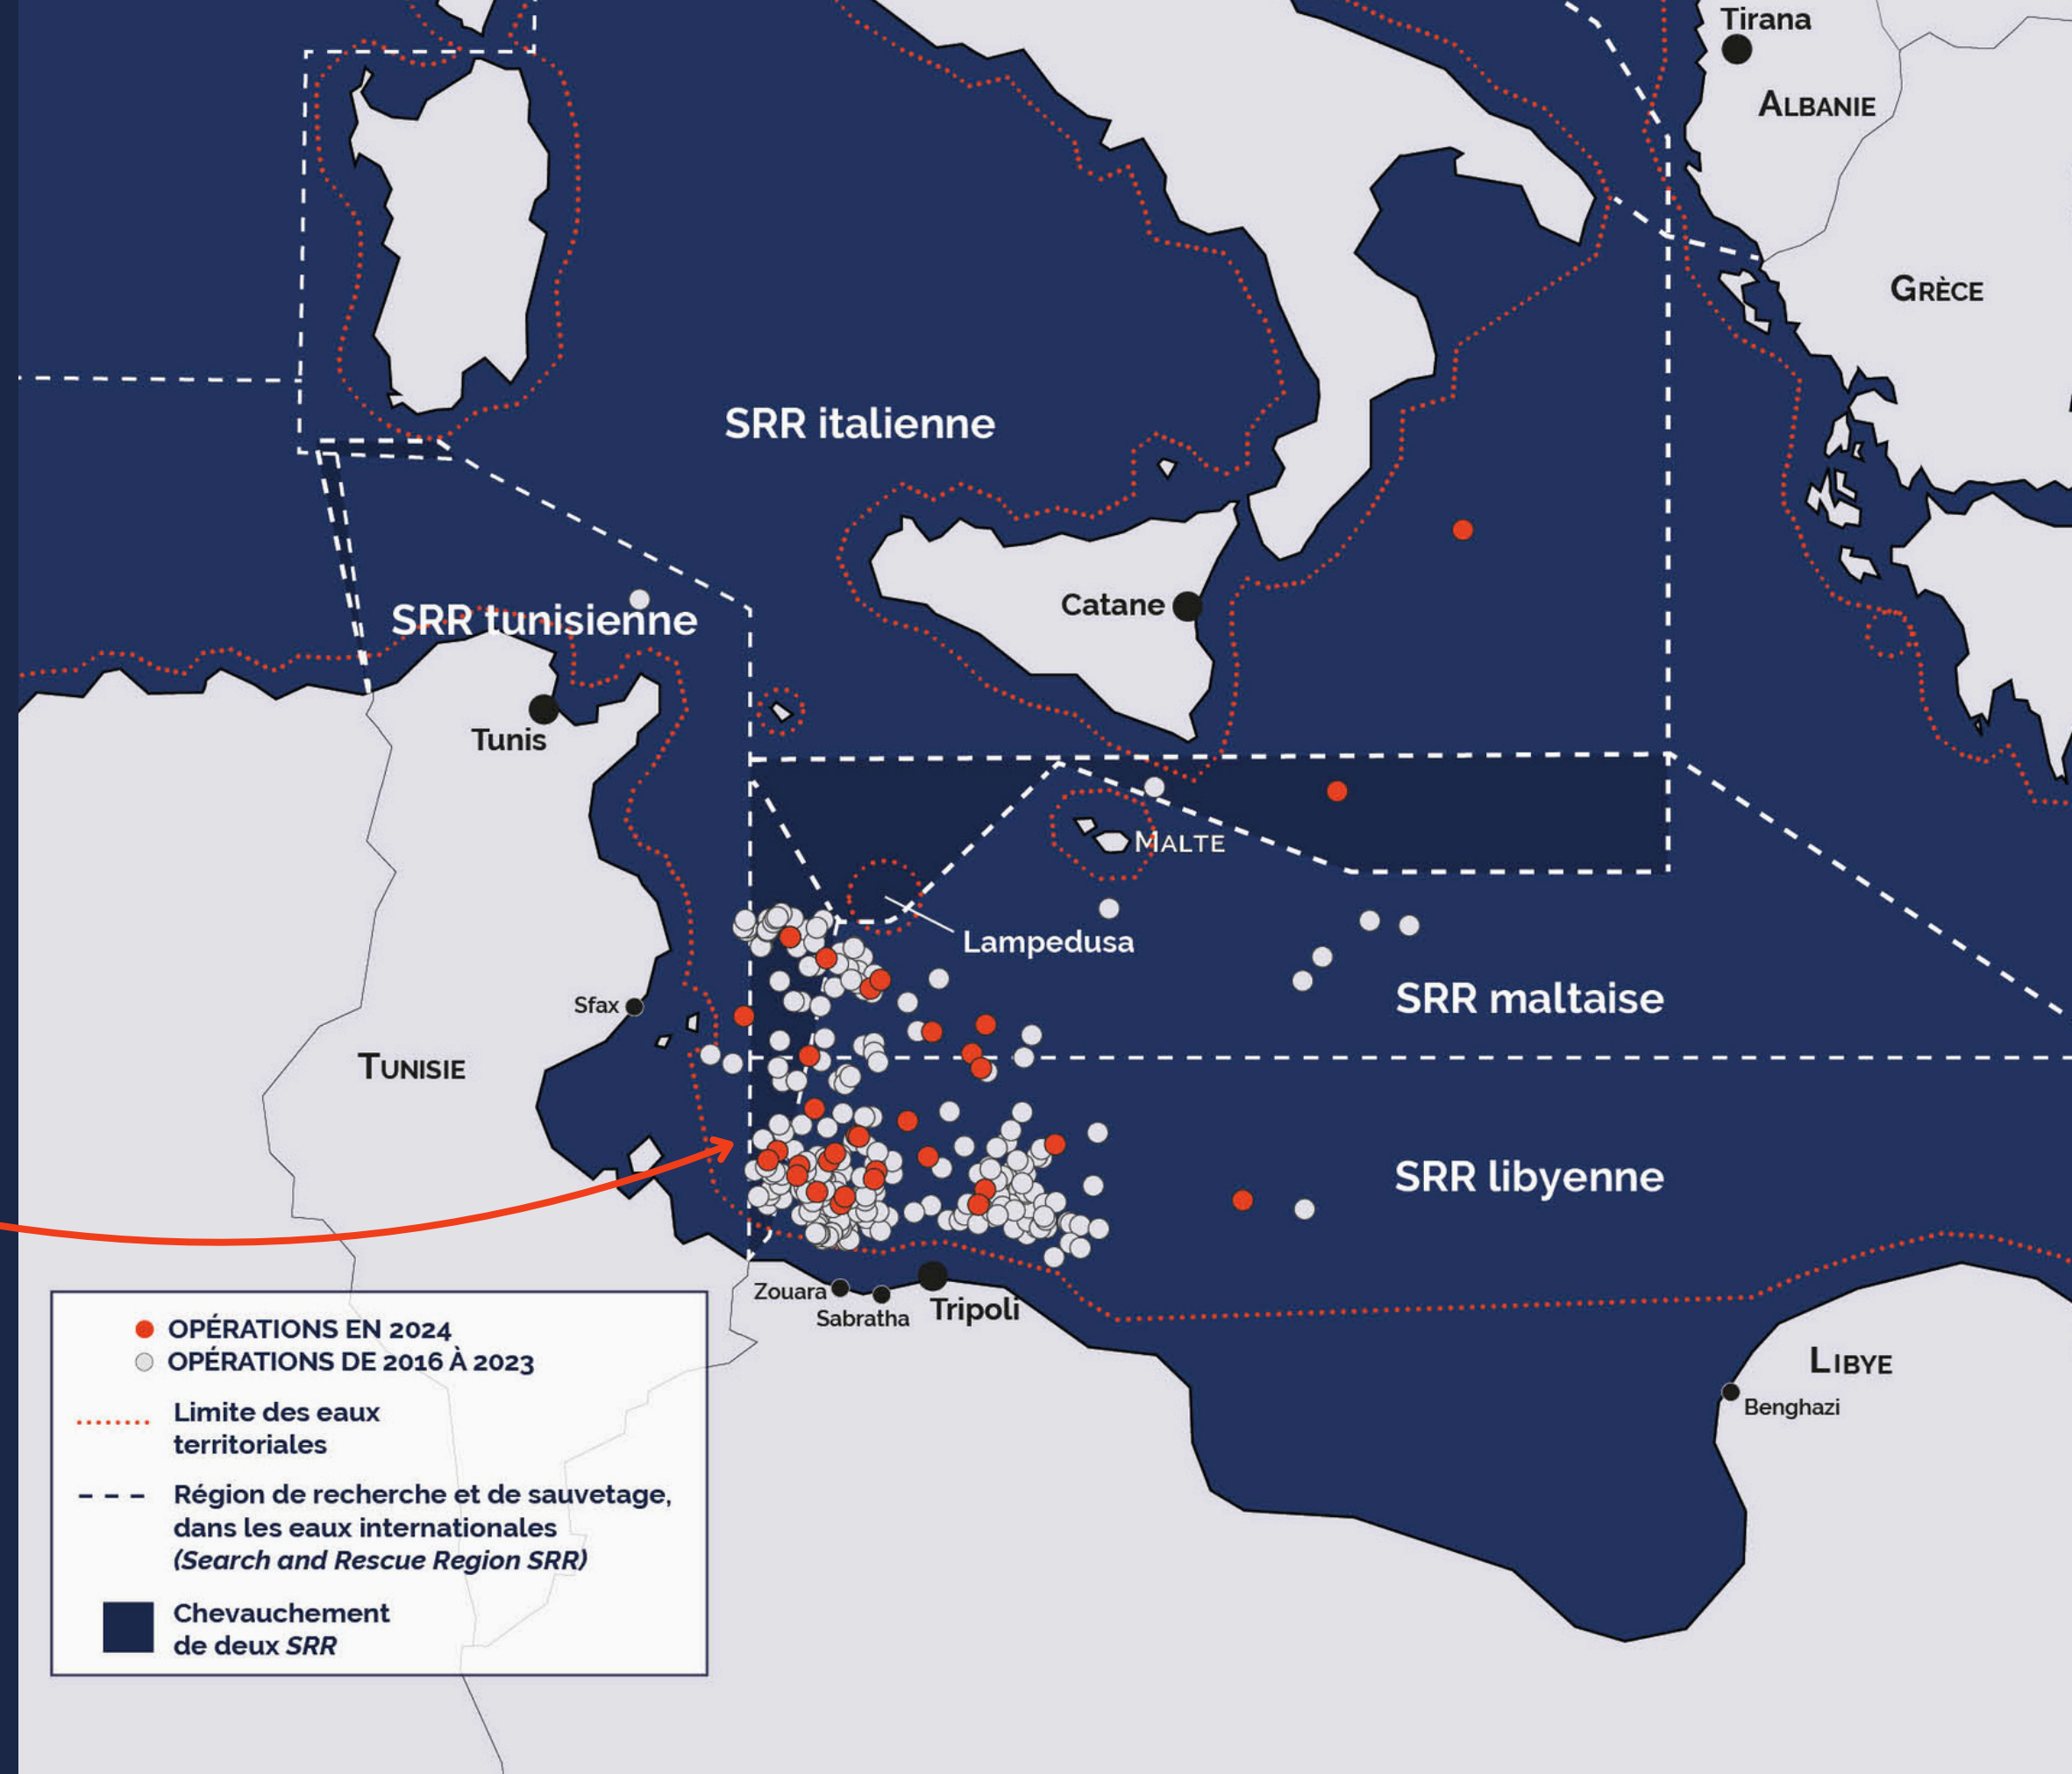 Tirana
ALBANIE
GRÈCE
SRR italienne
Catane
SRR tunisienne
Tunis
MALTE
Lampedusa
SRR maltaise
Sfax
TUNISIE
SRR libyenne
Zouara
Sabratha
Tripoli
LIBYE
Benghazi
OPÉRATIONS EN 2024
OPÉRATIONS DE 2016 À 2023
Limite des eaux
territoriales
Région de recherche et de sauvetage,
dans les eaux internationales
(Search and Rescue Region SRR)
Chevauchement
de deux SRR